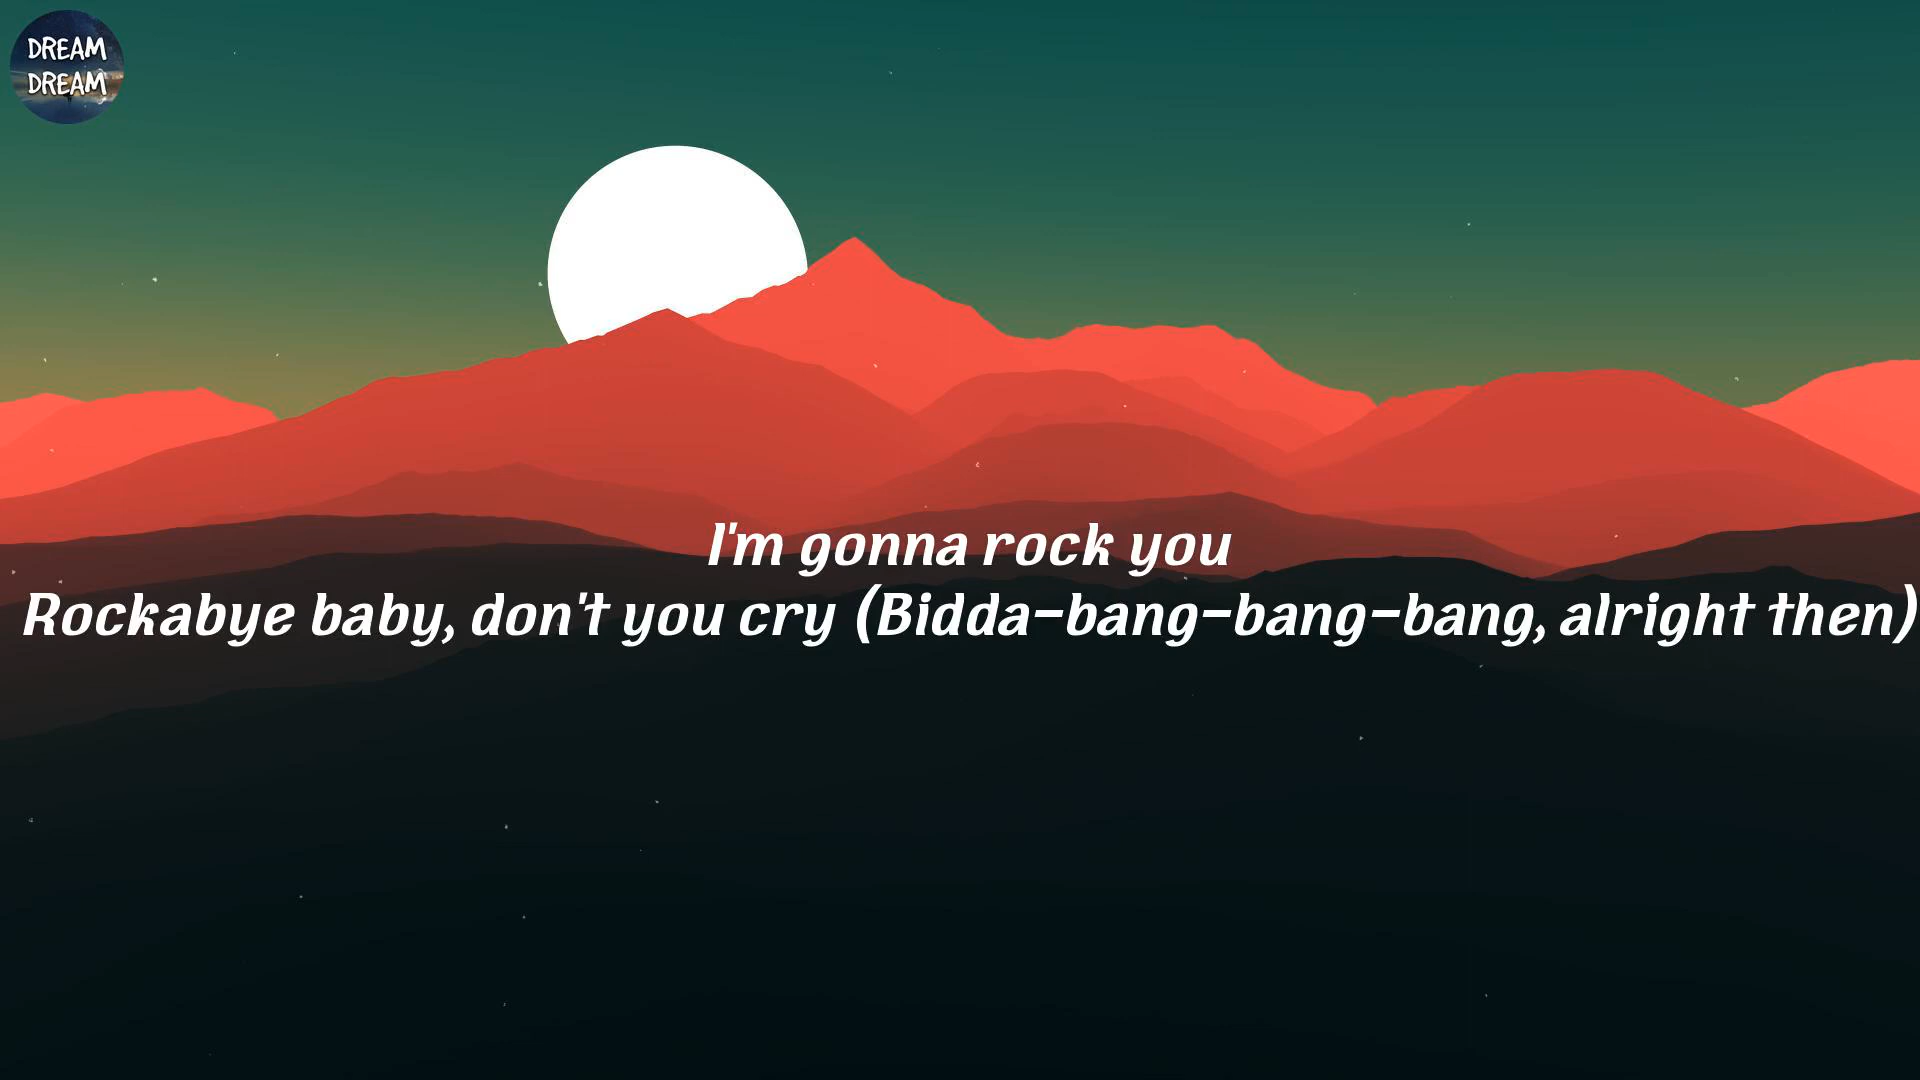 DREAM
DREAM
I'm gonna rock you
Rockabye baby, don't you cry (Bidda-bang-bang-bang, alright then)